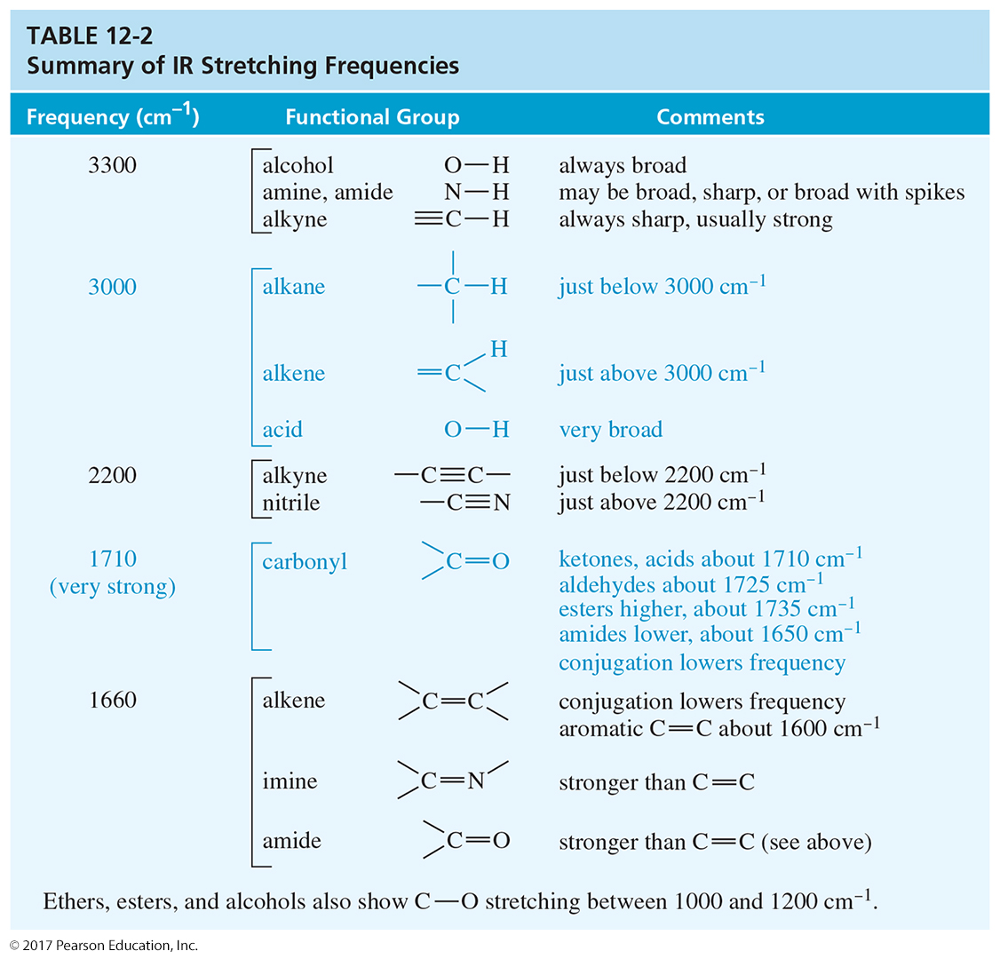 TABLE 12-2
Summary of IR Stretching Frequencies
Frequency (cm⁻¹) Functional Group Comments
3300 alcohol O—H always broad
amine, amide N—H may be broad, sharp, or broad with spikes
alkyne ≡C—H always sharp, usually strong
3000 alkane —C—H just below 3000 cm⁻¹
H
alkene =C just above 3000 cm⁻¹
acid O—H very broad
2200 alkyne —C≡C— just below 2200 cm⁻¹
nitrile —C≡N just above 2200 cm⁻¹
1710 carbonyl C=O ketones, acids about 1710 cm⁻¹
(very strong) aldehydes about 1725 cm⁻¹
esters higher, about 1735 cm⁻¹
amides lower, about 1650 cm⁻¹
conjugation lowers frequency
1660 alkene C=C conjugation lowers frequency
aromatic C=C about 1600 cm⁻¹
imine C=N stronger than C=C
amide C=O stronger than C=C (see above)
Ethers, esters, and alcohols also show C—O stretching between 1000 and 1200 cm⁻¹.
© 2017 Pearson Education, Inc.